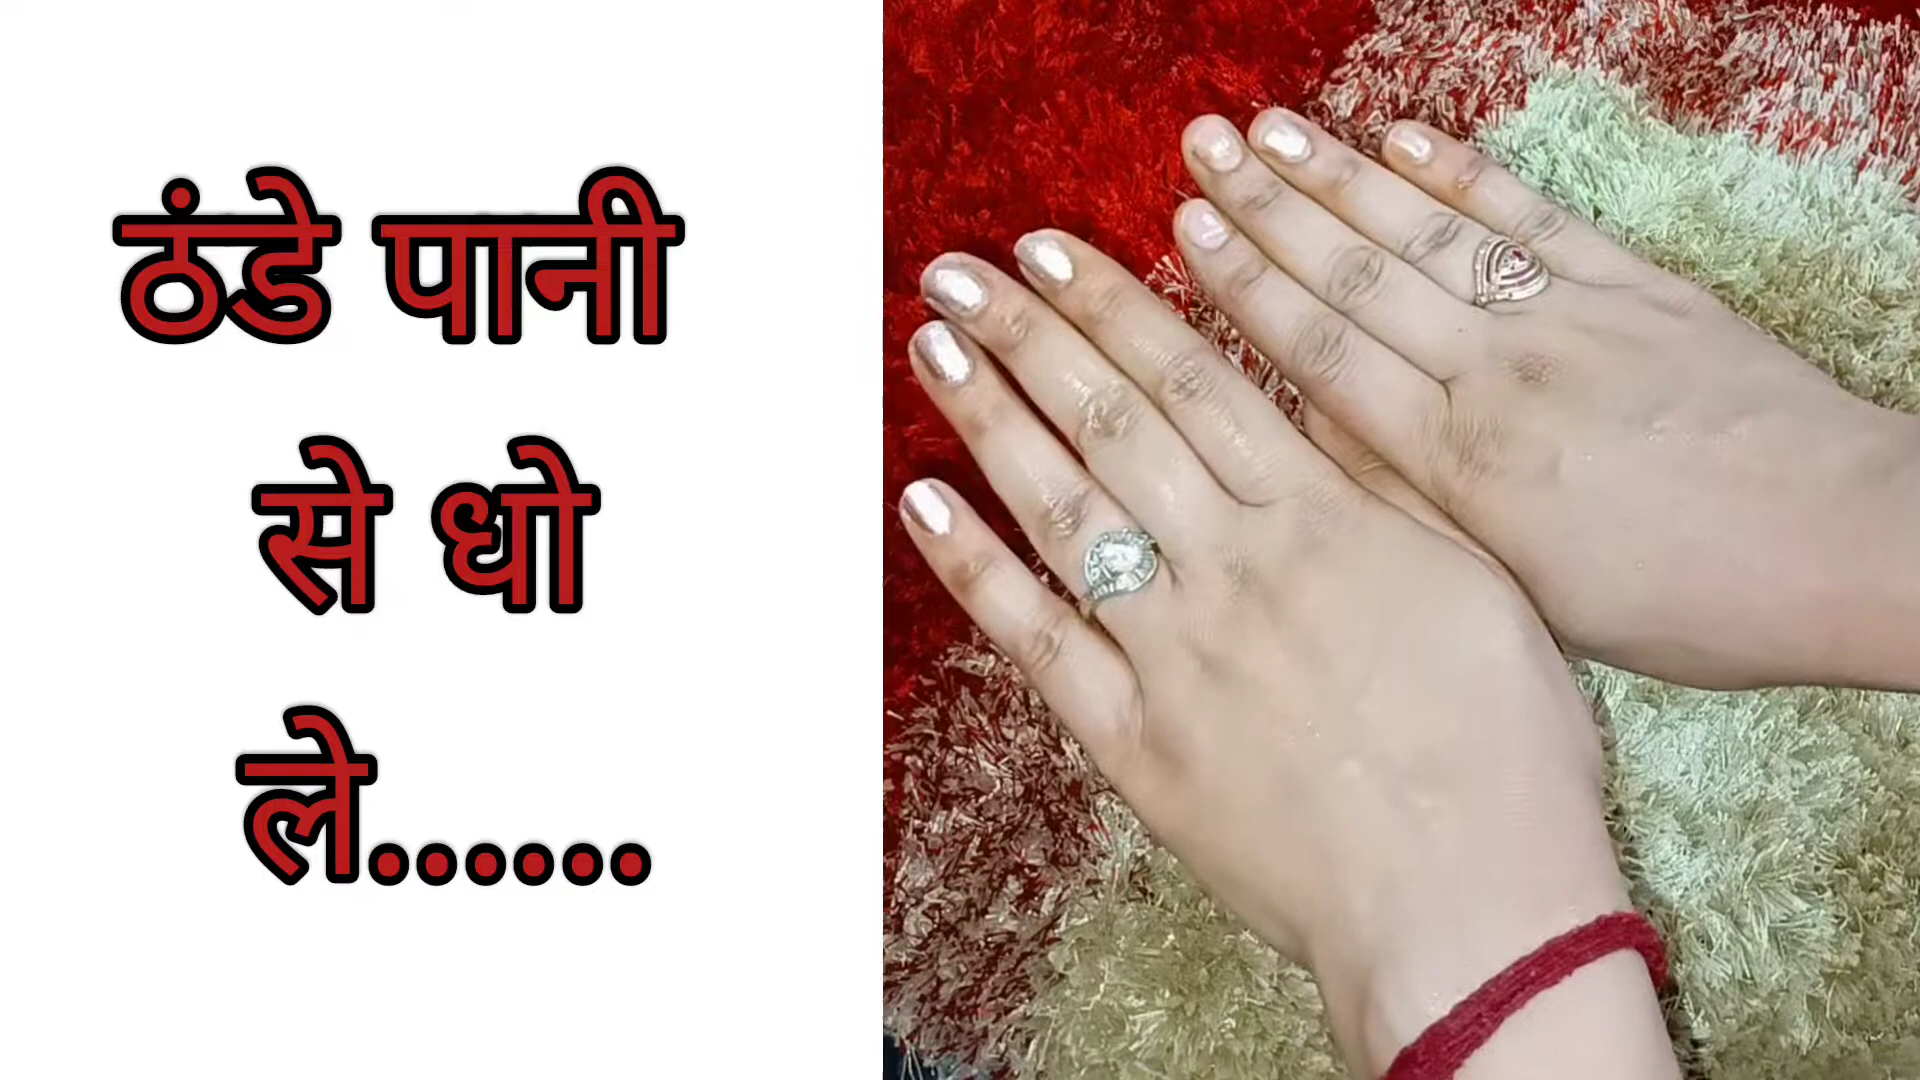 ठंडे पानी
से धो
ले......